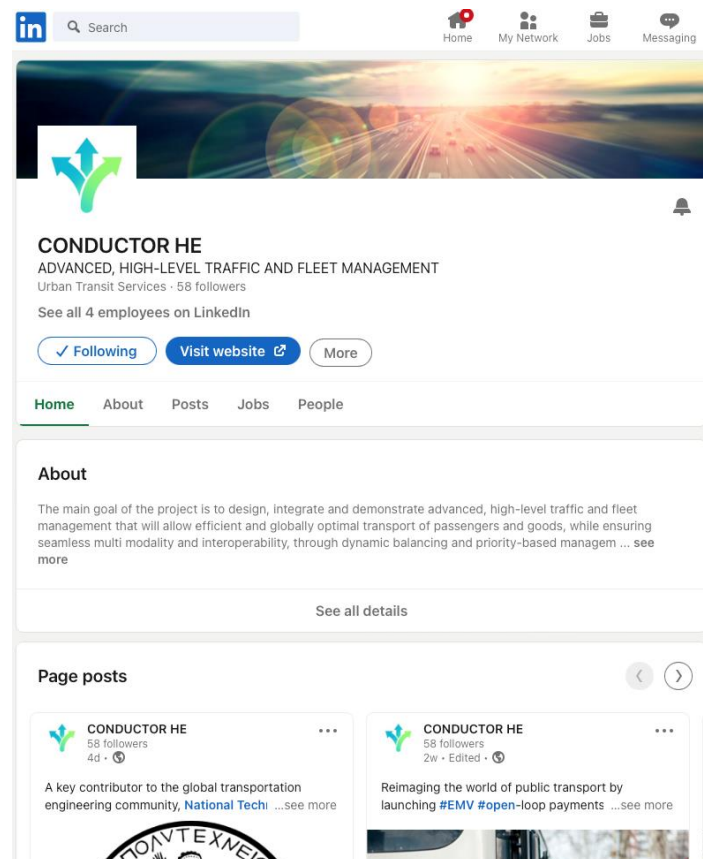 in
Search
Home
My Network
Jobs
Messaging
CONDUCTOR HE
ADVANCED, HIGH-LEVEL TRAFFIC AND FLEET MANAGEMENT
Urban Transit Services · 58 followers
See all 4 employees on LinkedIn
✓ Following
Visit website
More
Home
About
Posts
Jobs
People
About
The main goal of the project is to design, integrate and demonstrate advanced, high-level traffic and fleet
management that will allow efficient and globally optimal transport of passengers and goods, while ensuring
seamless multi modality and interoperability, through dynamic balancing and priority-based managem ... see
more
See all details
Page posts
CONDUCTOR HE
58 followers
4d •
A key contributor to the global transportation
engineering community, National Tech ...see more
ΟΛΥΤΕΧΝΕΙ
CONDUCTOR HE
58 followers
2w • Edited •
Reimaging the world of public transport by
launching #EMV #open-loop payments ...see more